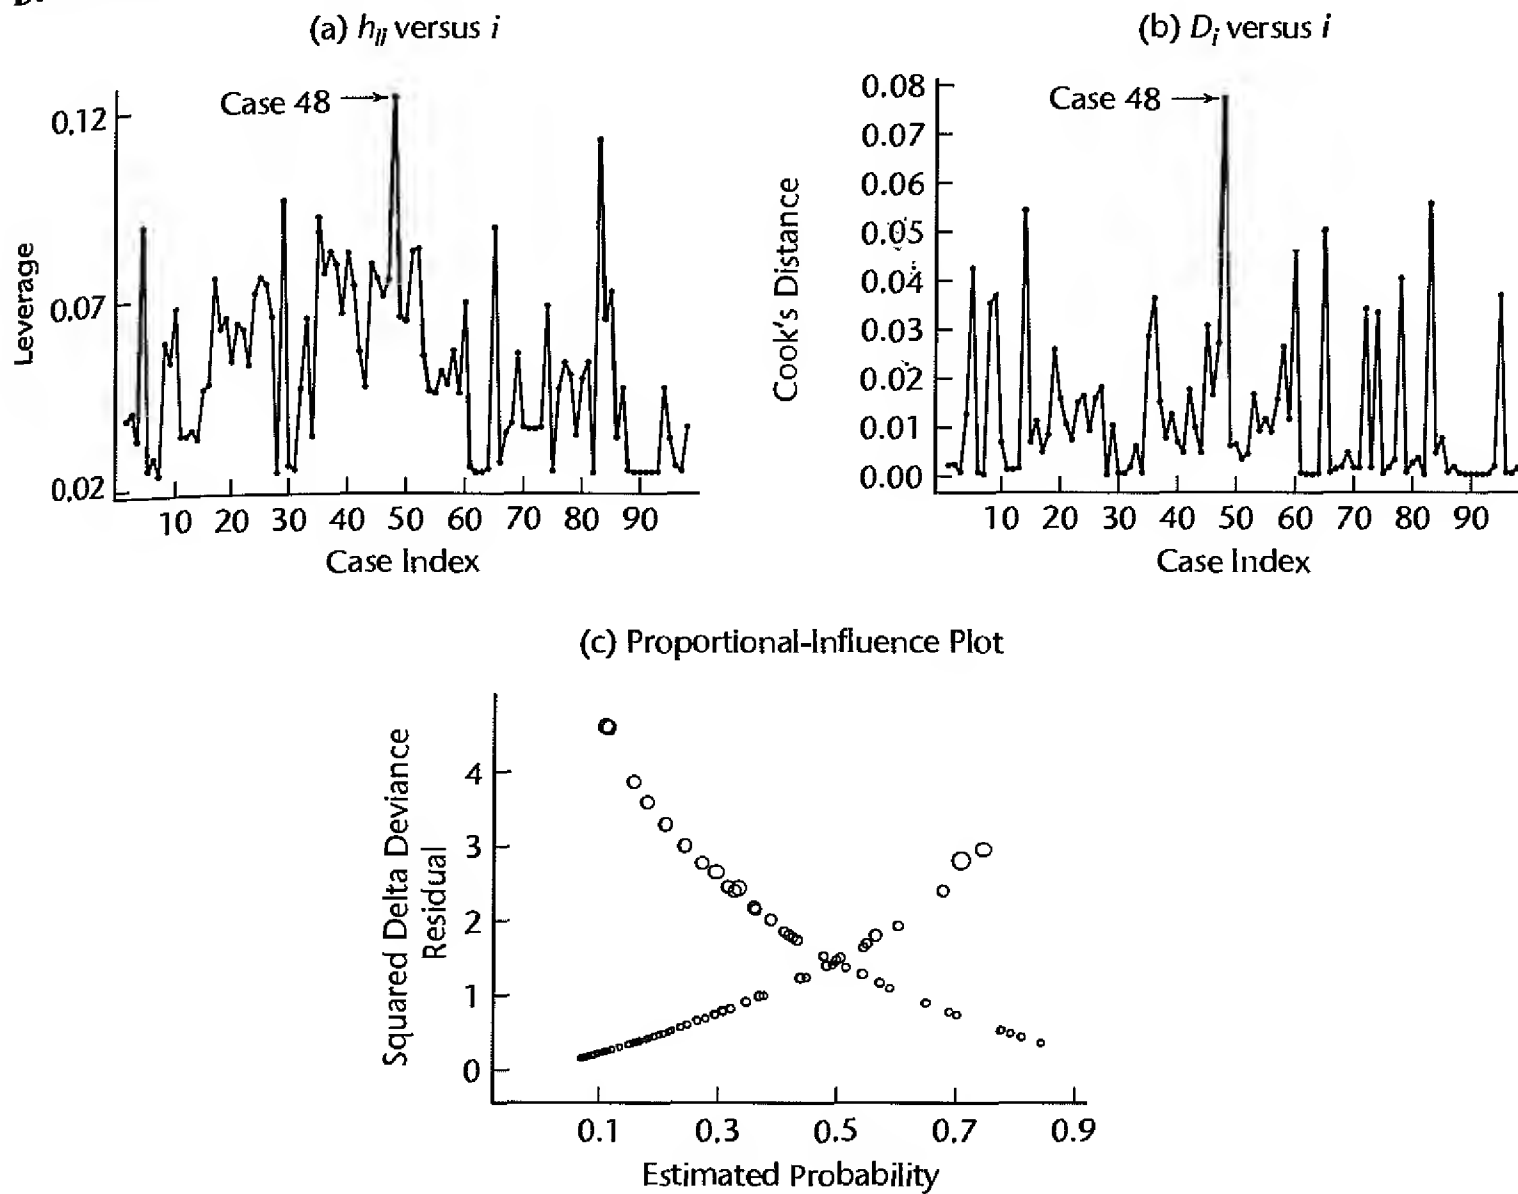 (a) hii versus i
(b) Di versus i
Case 48
0.12
0.07
0.02
Leverage
10 20 30 40 50 60 70 80 90
Case Index
Case 48
0.08
0.07
0.06
0.05
0.04
0.03
0.02
0.01
0.00
Cook's Distance
10 20 30 40 50 60 70 80 90
Case Index
(c) Proportional-Influence Plot
Squared Delta Deviance
Residual
4
3
2
1
0
0.1 0.3 0.5 0.7 0.9
Estimated Probability